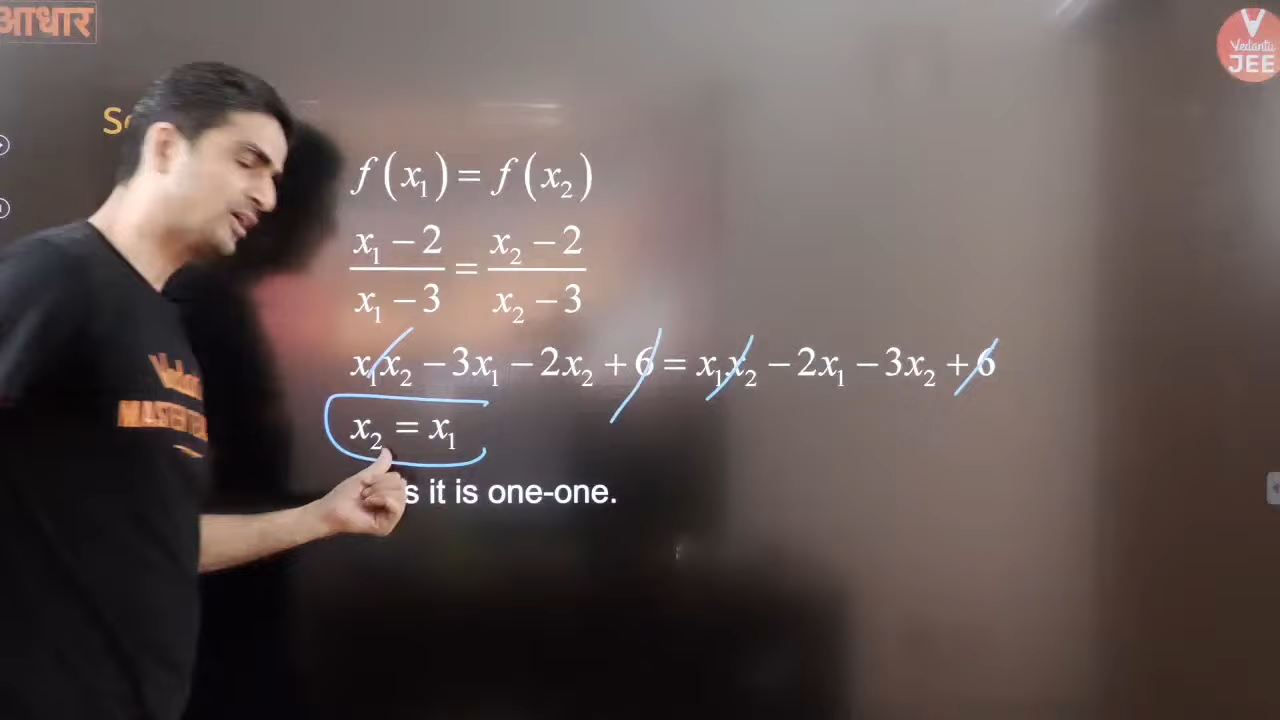 आधार
Vedantu
JEE
f(x₁) = f(x₂)
x₁ − 2 / x₁ − 3 = x₂ − 2 / x₂ − 3
x₁x₂ − 3x₁ − 2x₂ + 6 = x₁x₂ − 2x₁ − 3x₂ + 6
x₂ = x₁
it is one-one.